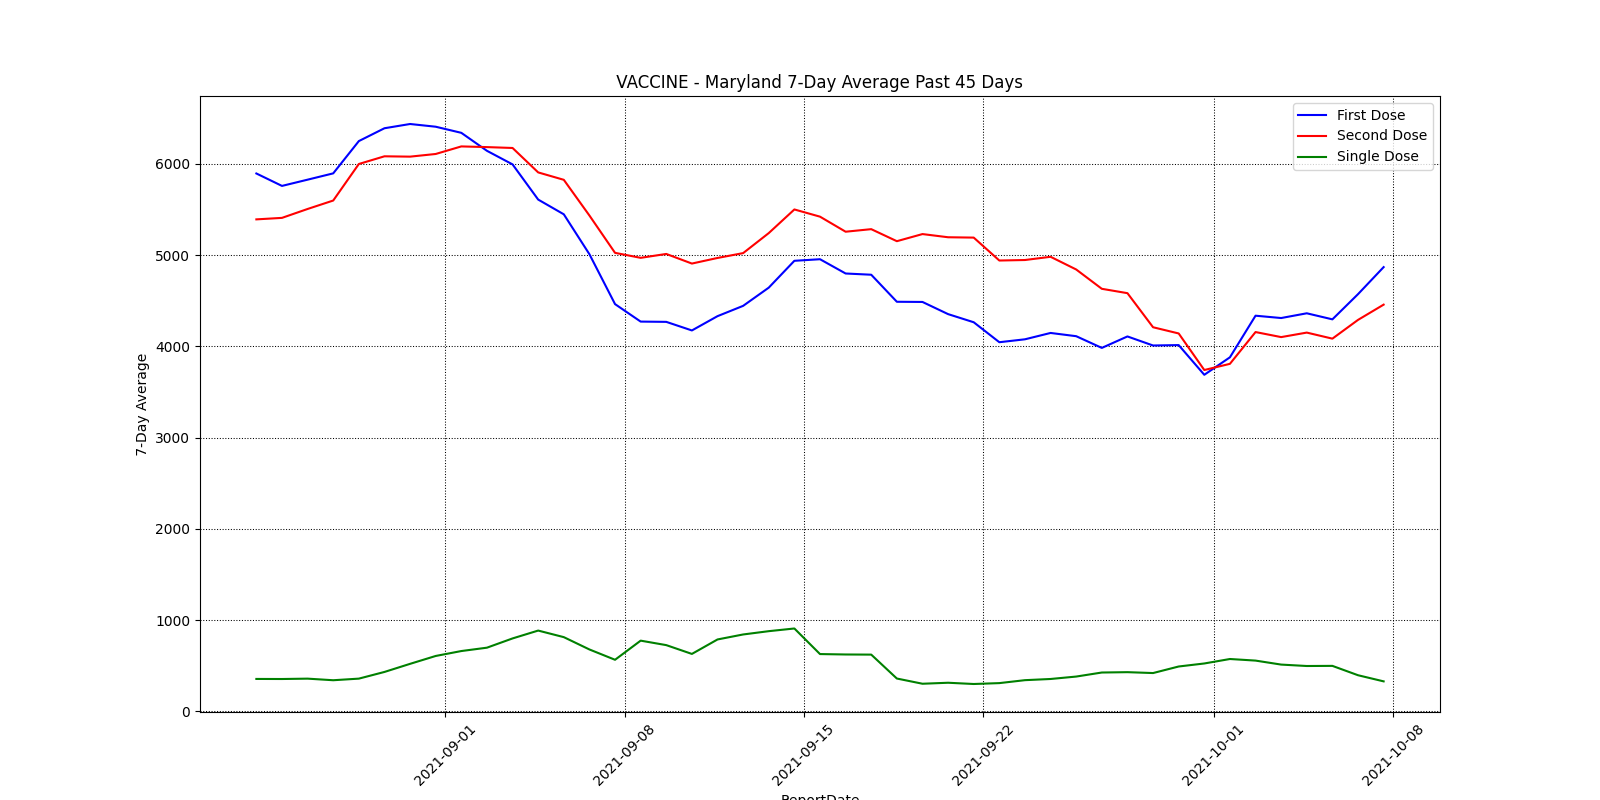 VACCINE - Maryland 7-Day Average Past 45 Days
First Dose
Second Dose
Single Dose
7-Day Average
6000
5000
4000
3000
2000
1000
0
2021-09-01
2021-09-08
2021-09-15
2021-09-22
2021-10-01
2021-10-08
ReportDate